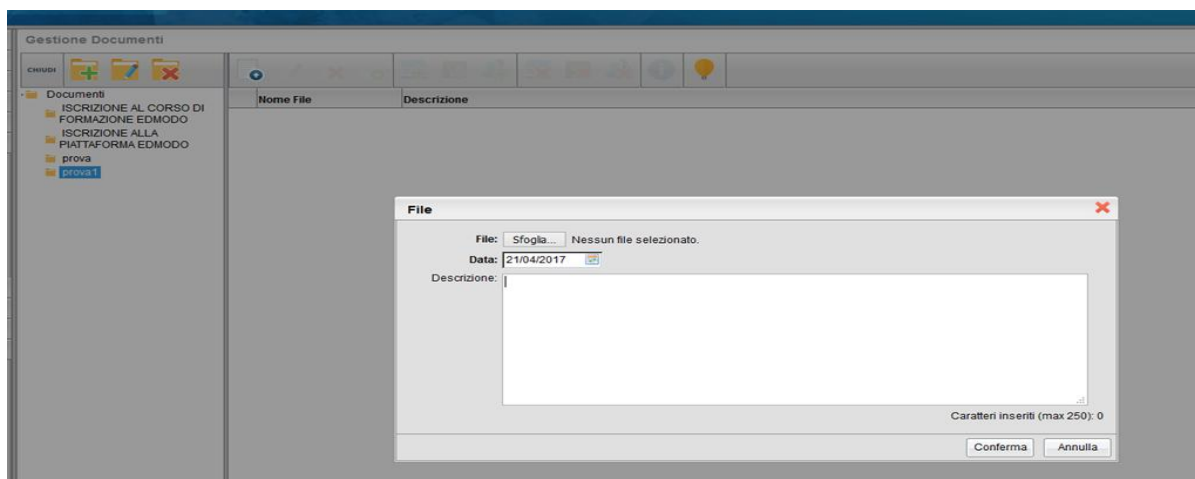 Gestione Documenti
CHIUDI
Documenti
ISCRIZIONE AL CORSO DI
FORMAZIONE EDMODO
ISCRIZIONE ALLA
PIATTAFORMA EDMODO
prova
prova1
Nome File
Descrizione
File
File: Sfoglia... Nessun file selezionato.
Data: 21/04/2017
Descrizione:
Caratteri inseriti (max 250): 0
Conferma
Annulla